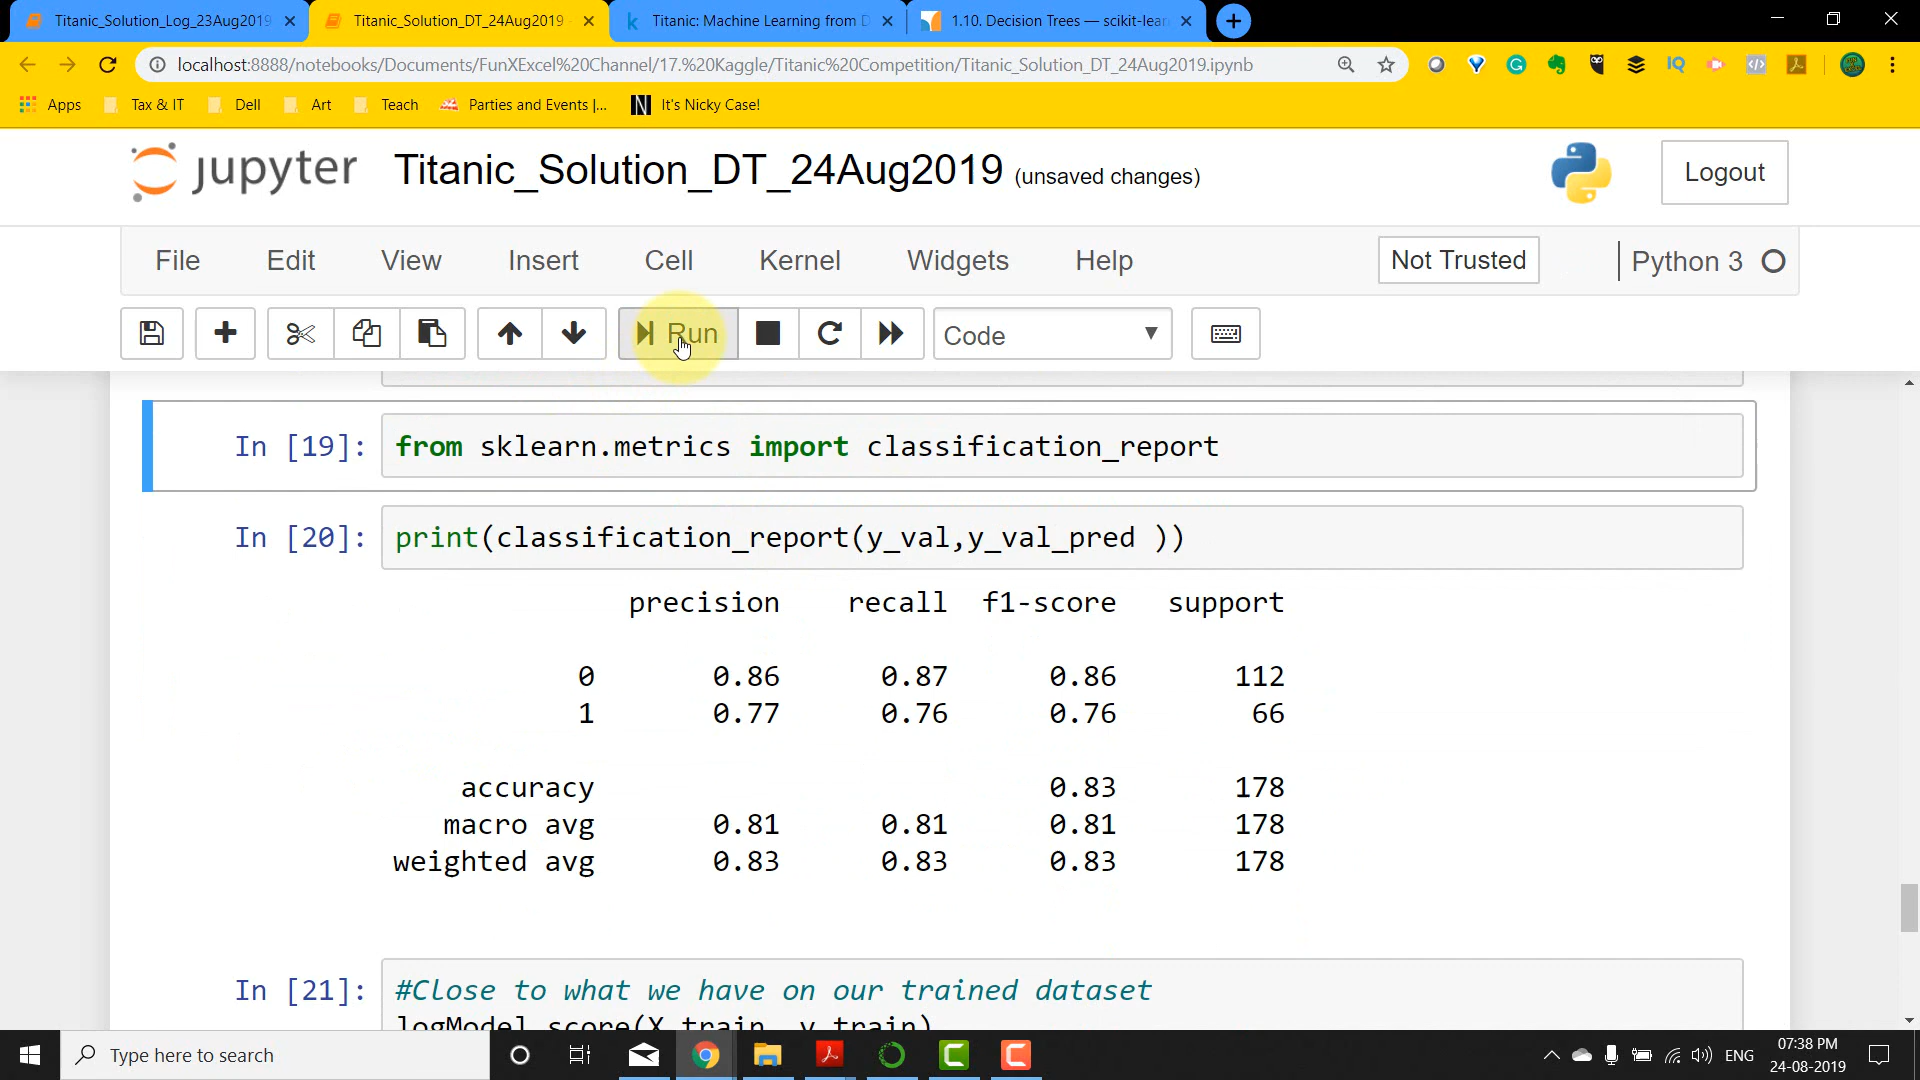 Titanic_Solution_Log_23Aug2019
Titanic_Solution_DT_24Aug2019
Titanic: Machine Learning from D
1.10. Decision Trees — scikit-lear
localhost:8888/notebooks/Documents/FunXExcel%20Channel/17.%20Kaggle/Titanic%20Competition/Titanic_Solution_DT_24Aug2019.ipynb
Apps Tax & IT Dell Art Teach Parties and Events |... It's Nicky Case!
jupyter Titanic_Solution_DT_24Aug2019 (unsaved changes) Logout
File Edit View Insert Cell Kernel Widgets Help Not Trusted Python 3
Run Code
In [19]: from sklearn.metrics import classification_report
In [20]: print(classification_report(y_val,y_val_pred ))
precision recall f1-score support
0 0.86 0.87 0.86 112
1 0.77 0.76 0.76 66
accuracy 0.83 178
macro avg 0.81 0.81 0.81 178
weighted avg 0.83 0.83 0.83 178
In [21]: #Close to what we have on our trained dataset
logModel.score(X_train, y_train)
Type here to search
ENG
07:38 PM
24-08-2019